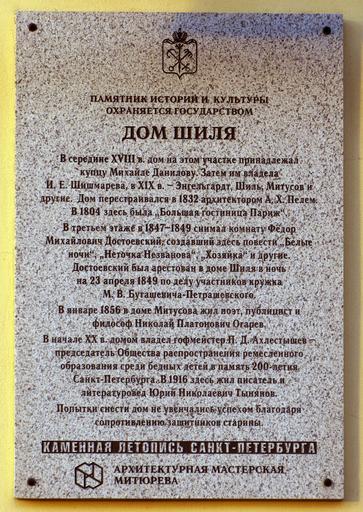 ПАМЯТНИК ИСТОРИИ И КУЛЬТУРЫ
ОХРАНЯЕТСЯ ГОСУДАРСТВОМ
ДОМ ШИЛЯ
В середине XVIII в. дом на этом участке принадлежал
купцу Михайле Данилову. Затем им владела
И. Е. Шишмарева, в XIX в. – Энгельгардт, Шиль, Митусов и
другие. Дом перестраивался в 1832 архитектором А. Х. Пелем.
В 1804 здесь была „Большая гостиница Париж“.
В третьем этаже в 1847–1849 снимал комнату Фёдор
Михайлович Достоевский, создавший здесь повести „Белые
ночи“, „Неточка Незванова“, „Хозяйка“ и другие.
Достоевский был арестован в доме Шиля в ночь
на 23 апреля 1849 по делу участников кружка
М. В. Буташевича-Петрашевского.
В январе 1856 в доме Митусова жил поэт, публицист и
философ Николай Платонович Огарев.
В начале XX в. домом владел гофмейстер Н. Д. Ахлестышев –
председатель Общества распространения ремесленного
образования среди бедных детей в память 200-летия
Санкт-Петербурга. В 1916 здесь жил писатель и
литературовед Юрий Николаевич Тынянов.
Попытки снести дом не увенчались успехом благодаря
сопротивлению защитников старины.
КАМЕННАЯ ЛЕТОПИСЬ САНКТ-ПЕТЕРБУРГА
АРХИТЕКТУРНАЯ МАСТЕРСКАЯ
МИТЮРЕВА